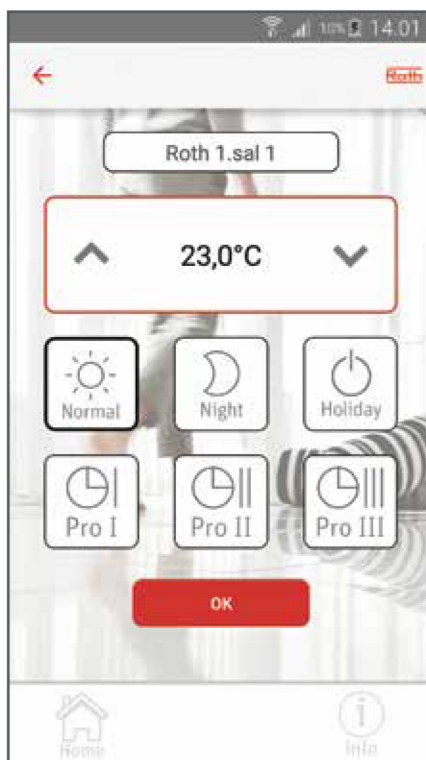 10% 14.01
Roth
Roth 1.sal 1
23,0°C
Normal Night Holiday
Pro I Pro II Pro III
OK
Home Info